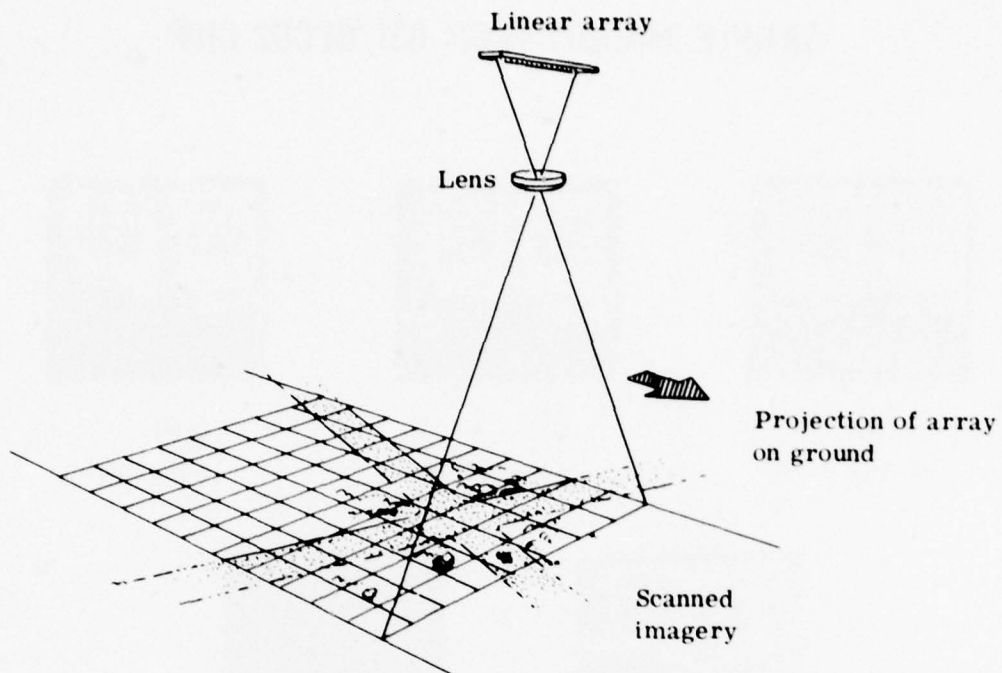 Linear array
Lens
Projection of array
on ground
Scanned
imagery